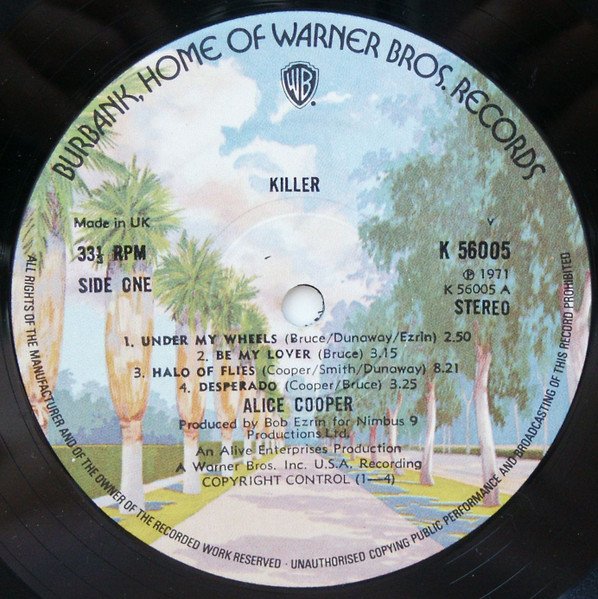 BURBANK, HOME OF WARNER BROS. RECORDS
WB
KILLER
Made in UK
33⅓ RPM
SIDE ONE
Y
K 56005
℗ 1971
K 56005 A
STEREO
1. UNDER MY WHEELS (Bruce/Dunaway/Ezrin) 2.50
2. BE MY LOVER (Bruce) 3.15
3. HALO OF FLIES (Cooper/Smith/Dunaway) 8.21
4. DESPERADO (Cooper/Bruce) 3.25
ALICE COOPER
Produced by Bob Ezrin for Nimbus 9
Productions Ltd.
An Alive Enterprises Production
A Warner Bros. Inc. U.S.A. Recording
COPYRIGHT CONTROL (1—4)
ALL RIGHTS OF THE MANUFACTURER AND OF THE OWNER OF THE RECORDED WORK RESERVED · UNAUTHORISED COPYING PUBLIC PERFORMANCE AND BROADCASTING OF THIS RECORD PROHIBITED